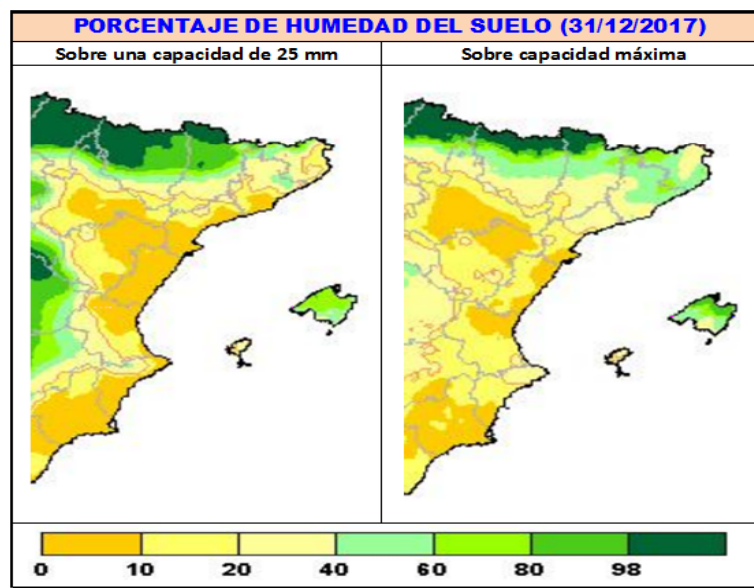 PORCENTAJE DE HUMEDAD DEL SUELO (31/12/2017)
Sobre una capacidad de 25 mm
Sobre capacidad máxima
0 10 20 40 60 80 98